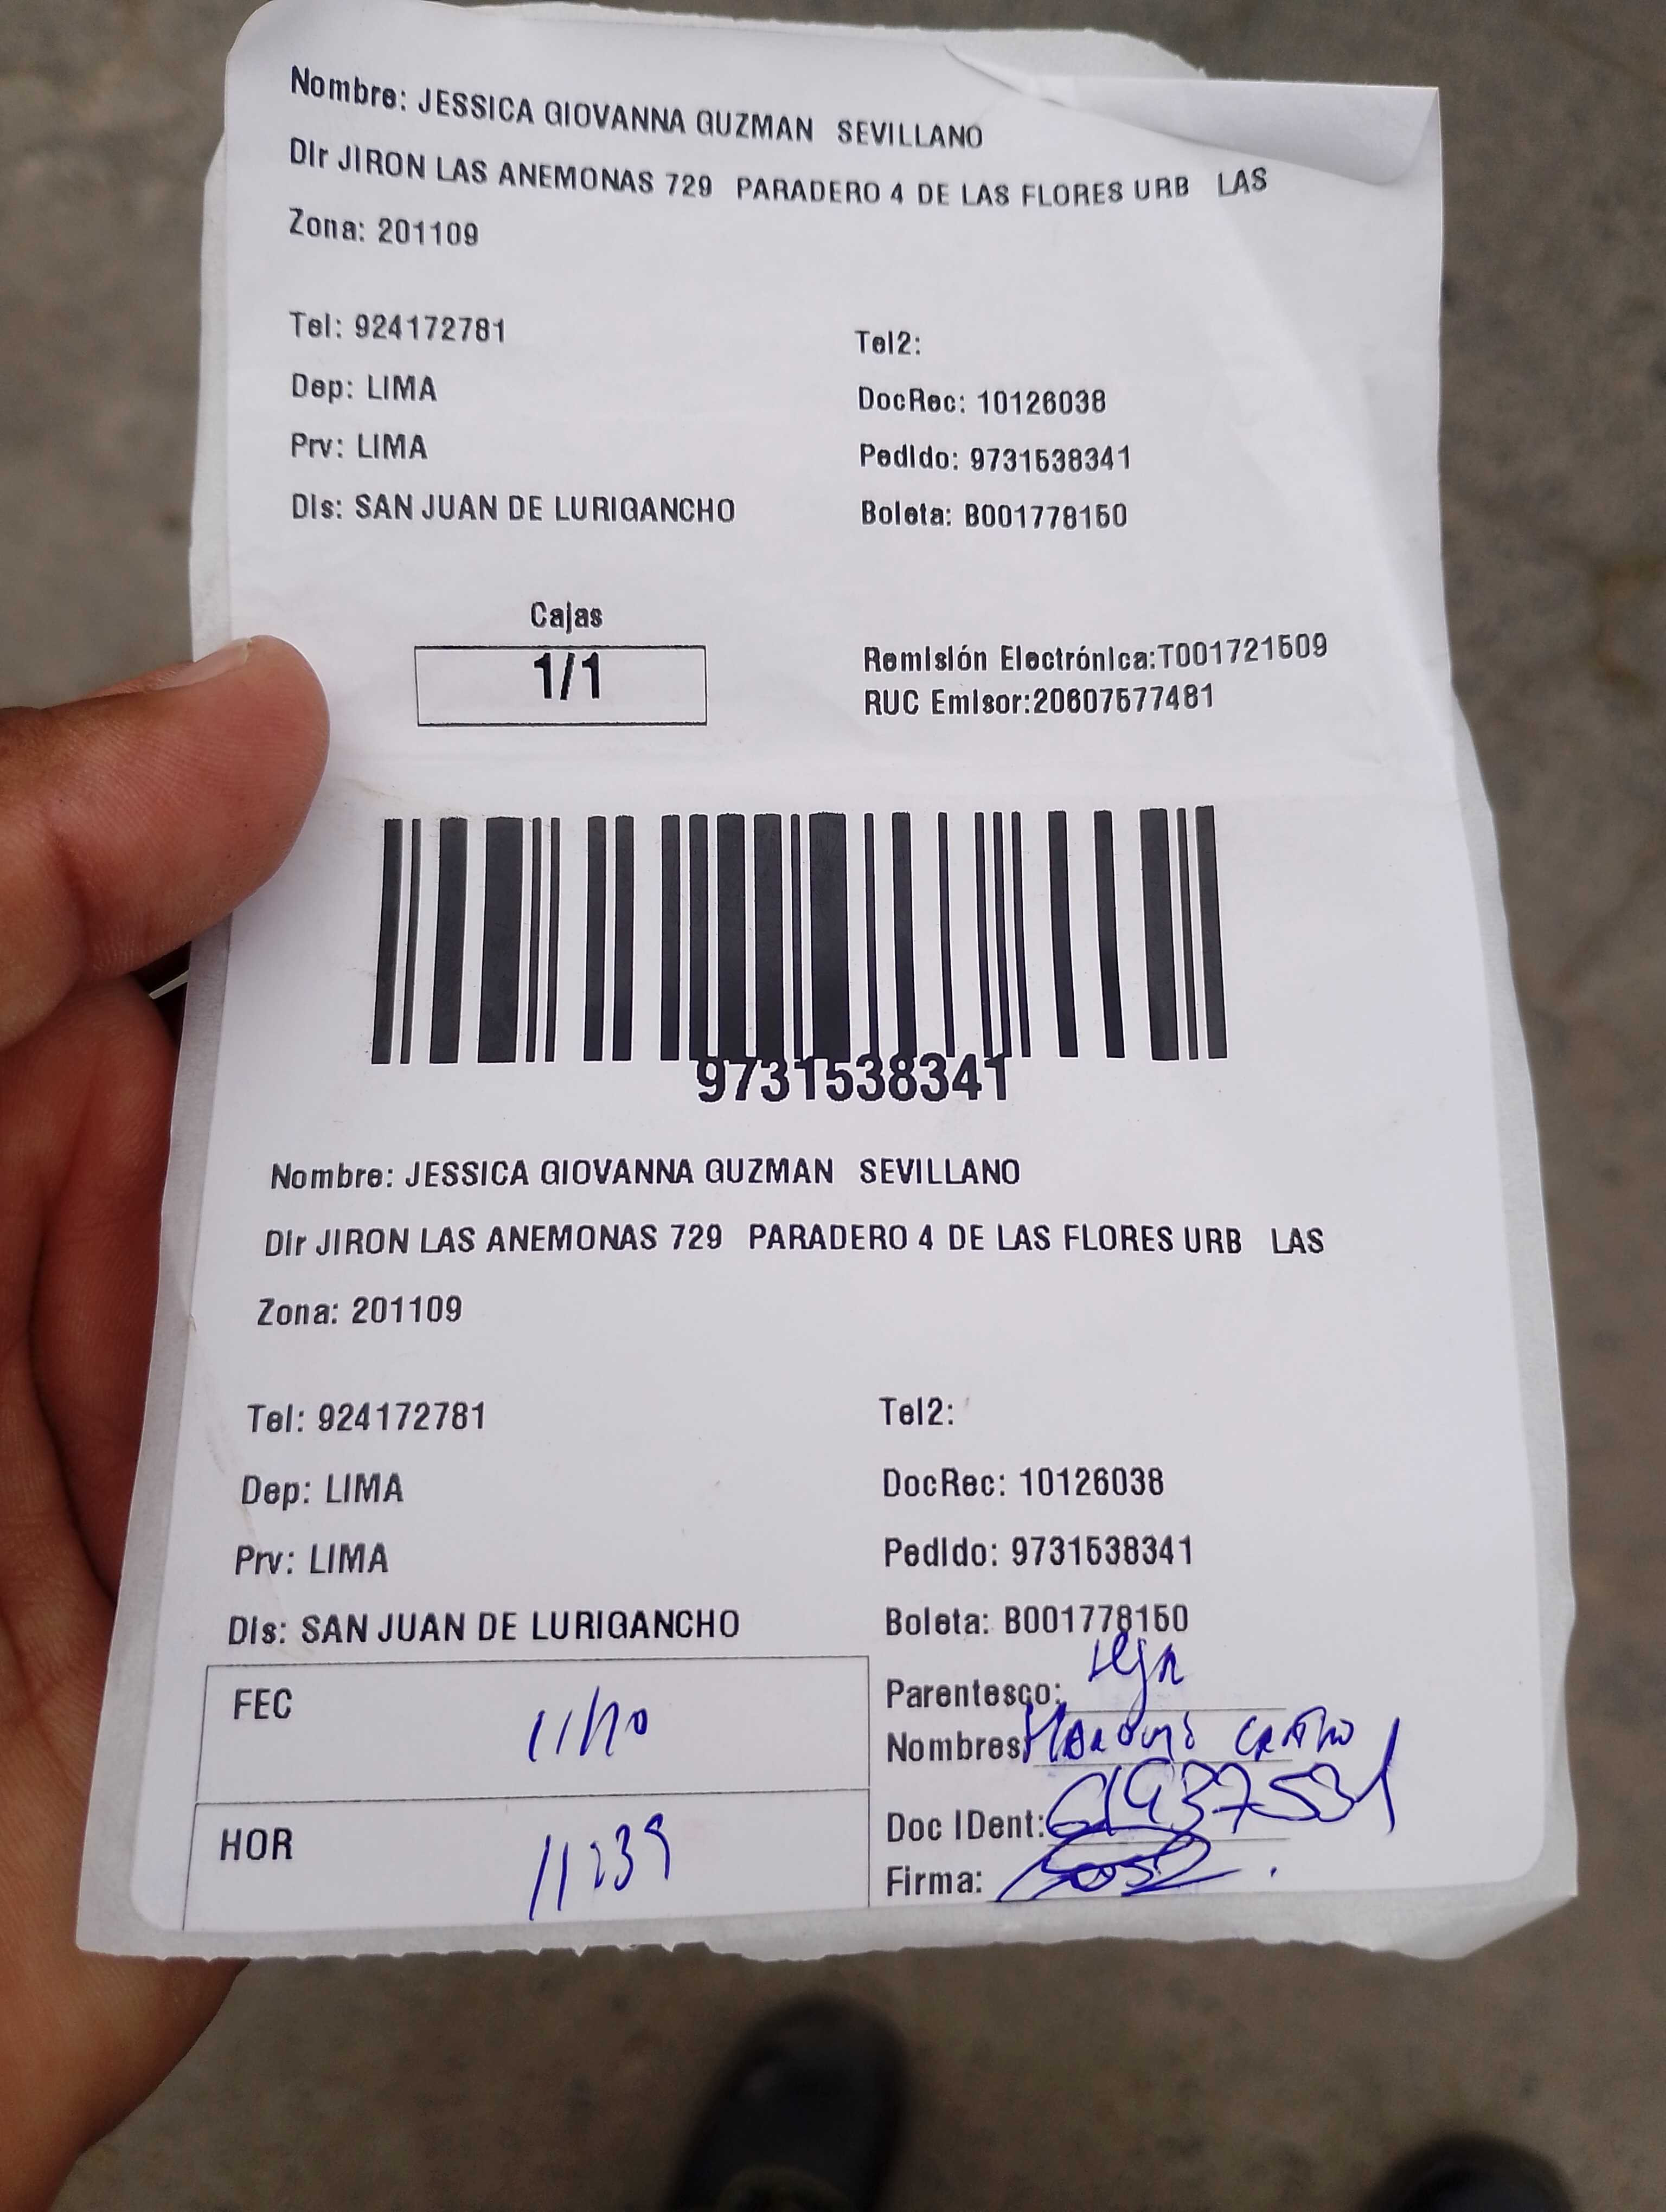 Nombre: JESSICA GIOVANNA GUZMAN SEVILLANO
Dir JIRON LAS ANEMONAS 729 PARADERO 4 DE LAS FLORES URB LAS
Zona: 201109
Tel: 924172781 Tel2:
Dep: LIMA DocRec: 10126038
Prv: LIMA Pedido: 9731538341
Dis: SAN JUAN DE LURIGANCHO Boleta: B001778150
Cajas
1/1
Remisión Electrónica:T001721509
RUC Emisor:20607577481
9731538341
Nombre: JESSICA GIOVANNA GUZMAN SEVILLANO
Dir JIRON LAS ANEMONAS 729 PARADERO 4 DE LAS FLORES URB LAS
Zona: 201109
Tel: 924172781 Tel2:
Dep: LIMA DocRec: 10126038
Prv: LIMA Pedido: 9731538341
Dis: SAN JUAN DE LURIGANCHO Boleta: B001778150
FEC 11/10
Parentesco:
Nombres:
HOR 11:39
Doc IDent: 61937531
Firma: